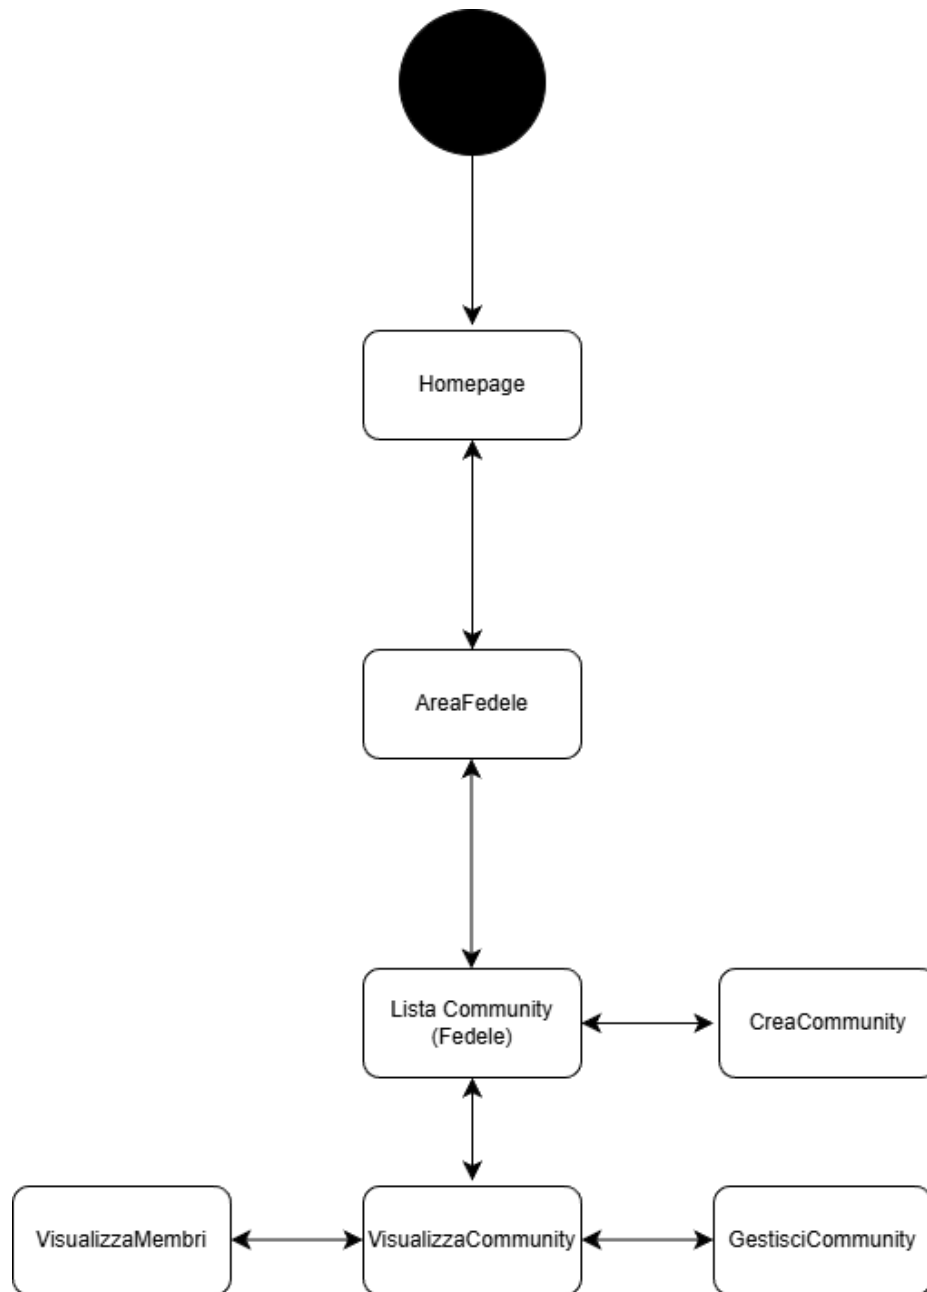 Homepage
AreaFedele
Lista Community
(Fedele)
CreaCommunity
VisualizzaMembri
VisualizzaCommunity
GestisciCommunity